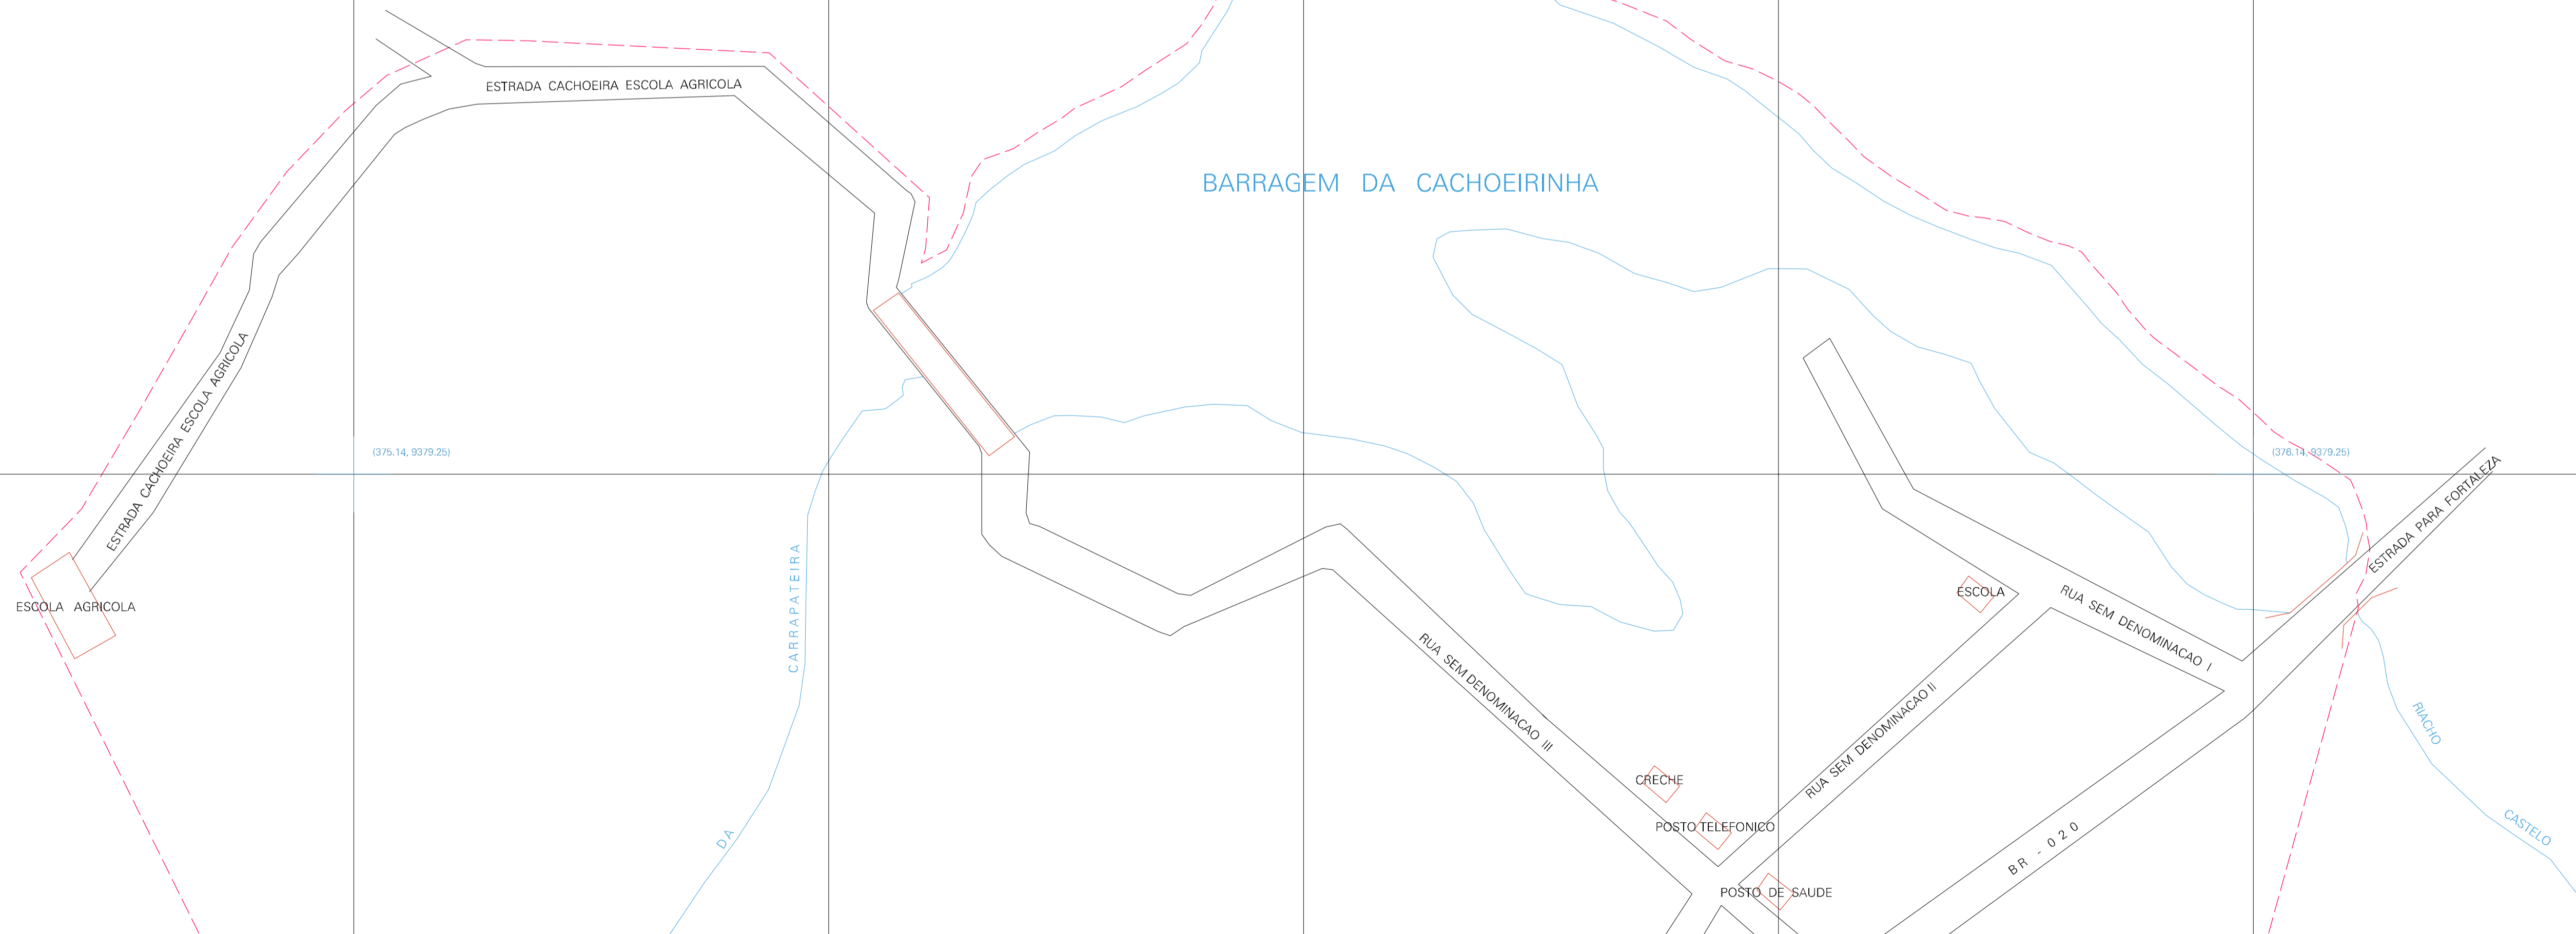 ESTRADA CACHOEIRA ESCOLA AGRICOLA
BARRAGEM DA CACHOEIRINHA
ESTRADA CACHOEIRA ESCOLA AGRICOLA
(375.14, 9379.25)
(376.14, 9379.25)
ESTRADA PARA FORTALEZA
ESCOLA AGRICOLA
CARRAPATEIRA
DA
ESCOLA
RUA SEM DENOMINACAO I
RUA SEM DENOMINACAO III
RUA SEM DENOMINACAO II
RIACHO
CASTELO
CRECHE
POSTO TELEFONICO
BR - 020
POSTO DE SAUDE